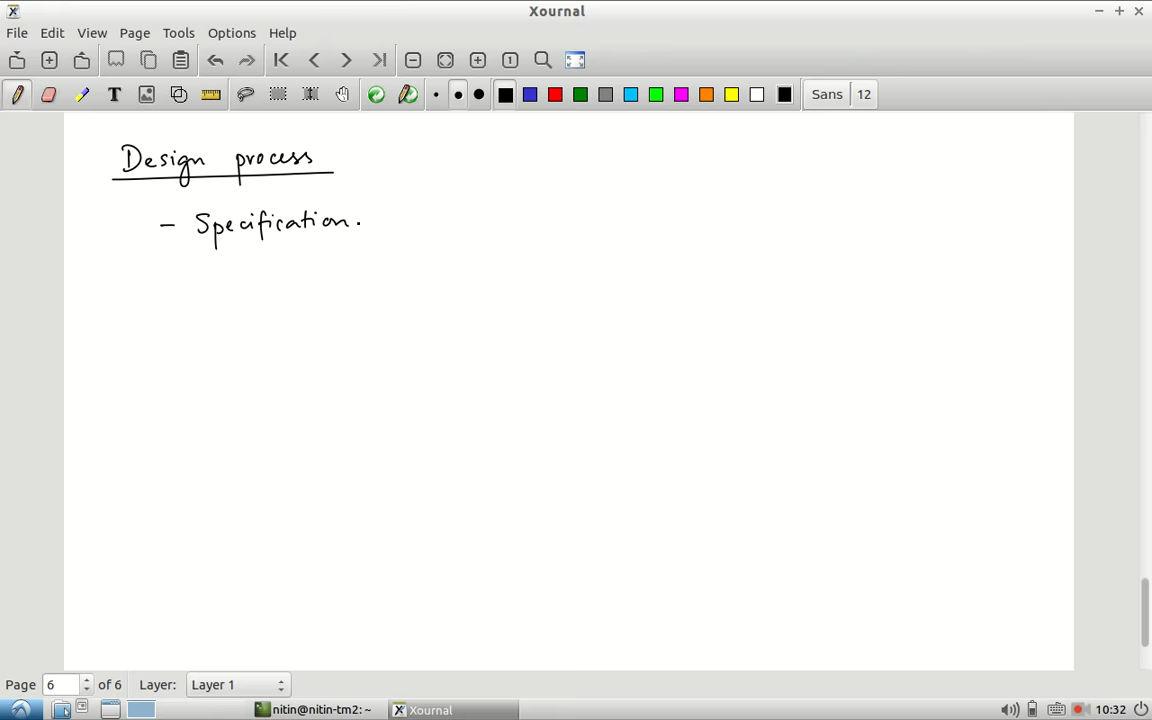 Xournal
File Edit View Page Tools Options Help
Sans 12
Design process
- Specification.
Page 6 of 6 Layer: Layer 1
nitin@nitin-tm2: ~ Xournal 10:32